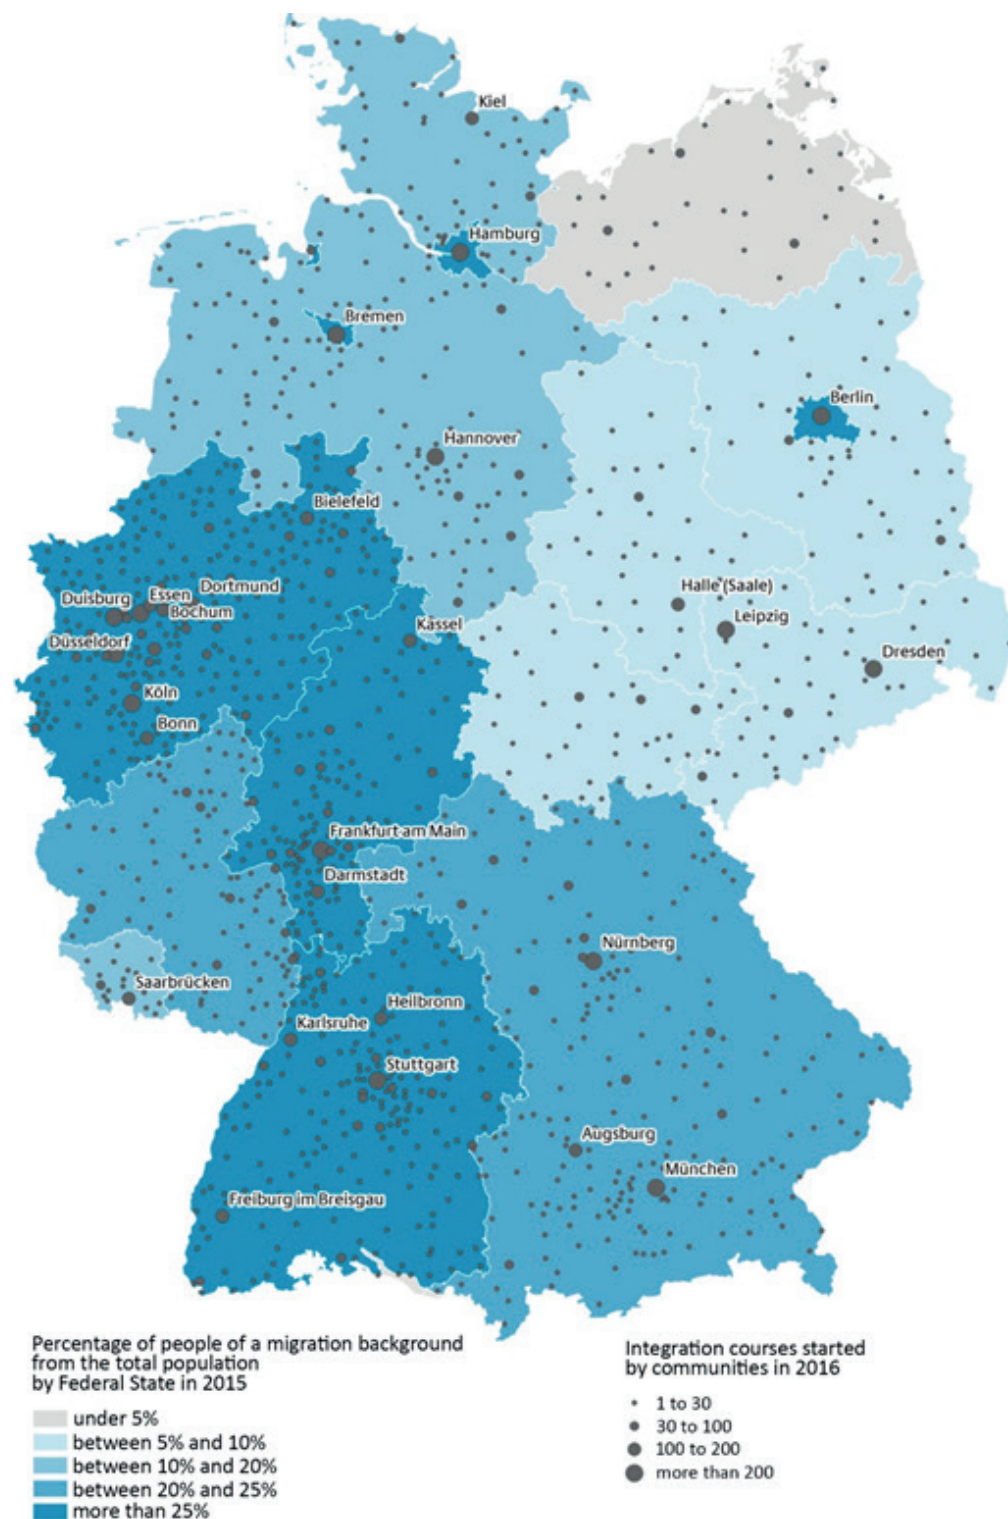 Kiel
Hamburg
Bremen
Berlin
Hannover
Bielefeld
Dortmund
Essen
Duisburg
Bochum
Halle (Saale)
Leipzig
Kassel
Düsseldorf
Dresden
Köln
Bonn
Frankfurt am Main
Darmstadt
Nürnberg
Saarbrücken
Heilbronn
Karlsruhe
Stuttgart
Augsburg
München
Freiburg im Breisgau
Percentage of people of a migration background
from the total population
by Federal State in 2015
under 5%
between 5% and 10%
between 10% and 20%
between 20% and 25%
more than 25%
Integration courses started
by communities in 2016
1 to 30
30 to 100
100 to 200
more than 200